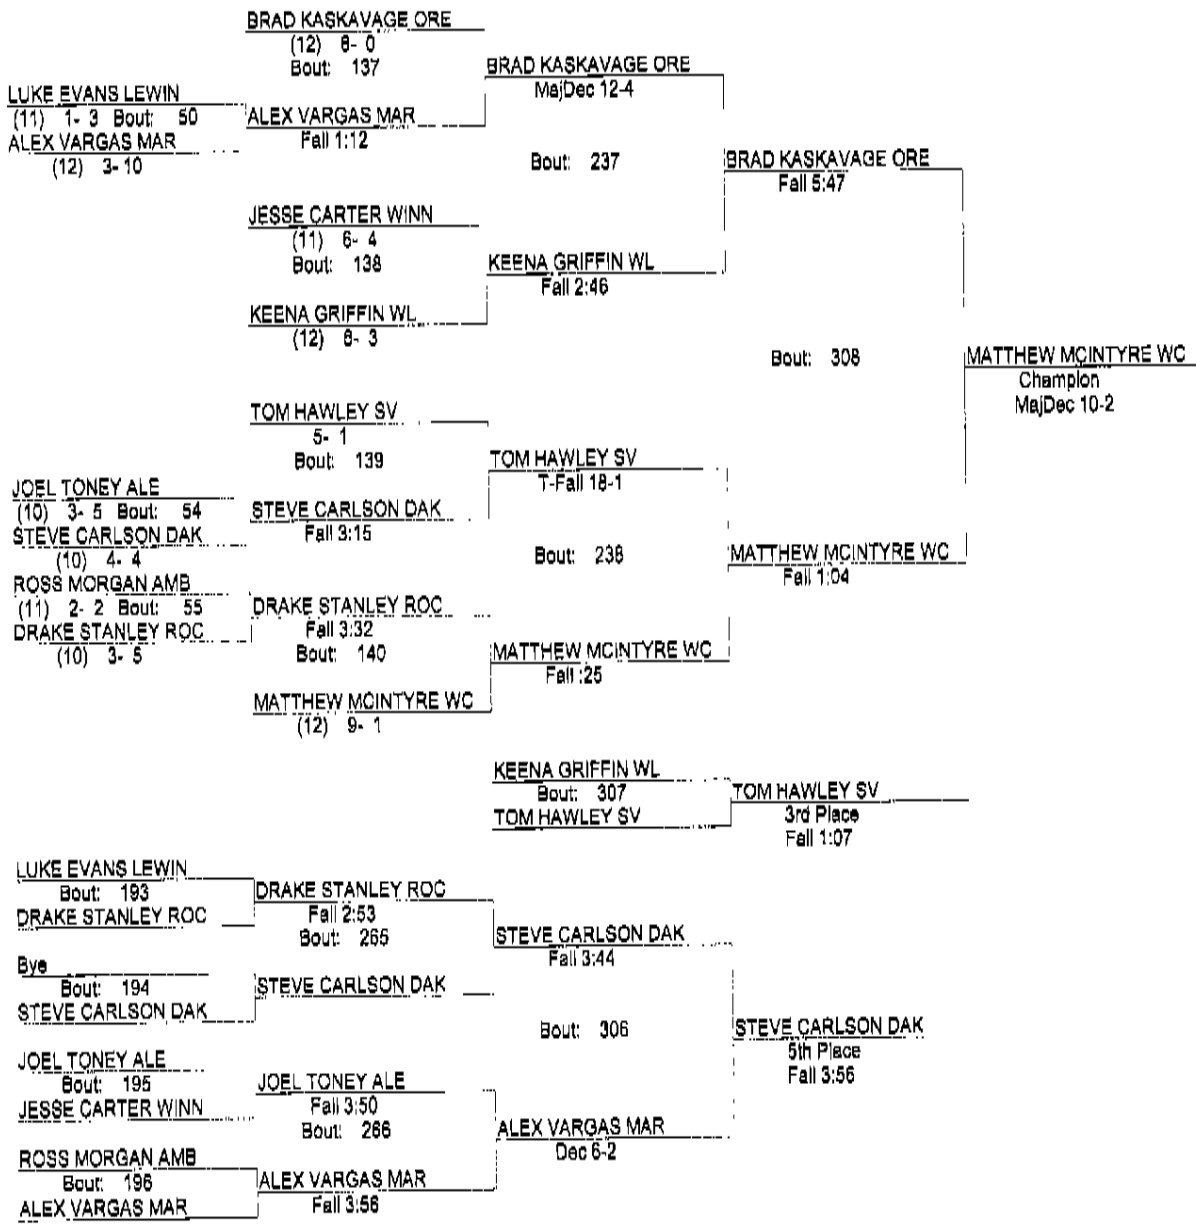 BRAD KASKAVAGE ORE
(12) 8- 0
Bout: 137
BRAD KASKAVAGE ORE
MajDec 12-4
LUKE EVANS LEWIN
(11) 1- 3 Bout: 50
ALEX VARGAS MAR
Fall 1:12
ALEX VARGAS MAR
(12) 3- 10
Bout: 237
BRAD KASKAVAGE ORE
Fall 5:47
JESSE CARTER WINN
(11) 6- 4
Bout: 138
KEENA GRIFFIN WL
Fall 2:46
KEENA GRIFFIN WL
(12) 6- 3
Bout: 308
MATTHEW MCINTYRE WC
Champion
MajDec 10-2
TOM HAWLEY SV
5- 1
Bout: 139
TOM HAWLEY SV
T-Fall 18-1
JOEL TONEY ALE
(10) 3- 5 Bout: 54
STEVE CARLSON DAK
Fall 3:15
STEVE CARLSON DAK
(10) 4- 4
Bout: 238
MATTHEW MCINTYRE WC
Fall 1:04
ROSS MORGAN AMB
(11) 2- 2 Bout: 55
DRAKE STANLEY ROC
Fall 3:32
Bout: 140
DRAKE STANLEY ROC
(10) 3- 5
MATTHEW MCINTYRE WC
Fall :25
MATTHEW MCINTYRE WC
(12) 9- 1
KEENA GRIFFIN WL
Bout: 307
TOM HAWLEY SV
TOM HAWLEY SV
3rd Place
Fall 1:07
LUKE EVANS LEWIN
Bout: 193
DRAKE STANLEY ROC
DRAKE STANLEY ROC
Fall 2:53
Bout: 265
STEVE CARLSON DAK
Fall 3:44
Bye
Bout: 194
STEVE CARLSON DAK
STEVE CARLSON DAK
Bout: 306
STEVE CARLSON DAK
5th Place
Fall 3:56
JOEL TONEY ALE
Bout: 195
JESSE CARTER WINN
JOEL TONEY ALE
Fall 3:50
Bout: 266
ALEX VARGAS MAR
Dec 6-2
ROSS MORGAN AMB
Bout: 196
ALEX VARGAS MAR
ALEX VARGAS MAR
Fall 3:56